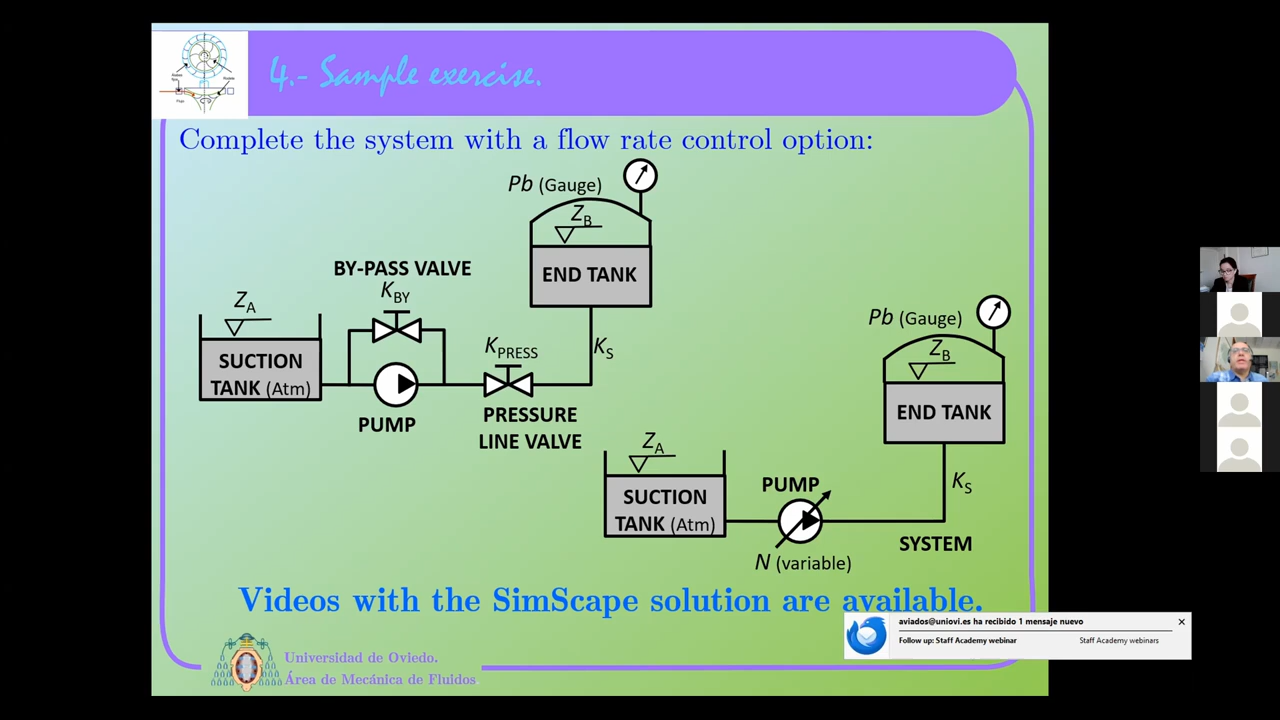 4.- Sample exercise.
Complete the system with a flow rate control option:
Pb (Gauge)
ZB
END TANK
BY-PASS VALVE
KBY
ZA
SUCTION
TANK (Atm)
PUMP
KPRESS
PRESSURE
LINE VALVE
KS
Pb (Gauge)
ZB
END TANK
ZA
SUCTION
TANK (Atm)
PUMP
N (variable)
KS
SYSTEM
Videos with the SimScape solution are available.
aviados@uniovi.es ha recibido 1 mensaje nuevo
Follow up: Staff Academy webinar Staff Academy webinars
Universidad de Oviedo.
Área de Mecánica de Fluidos